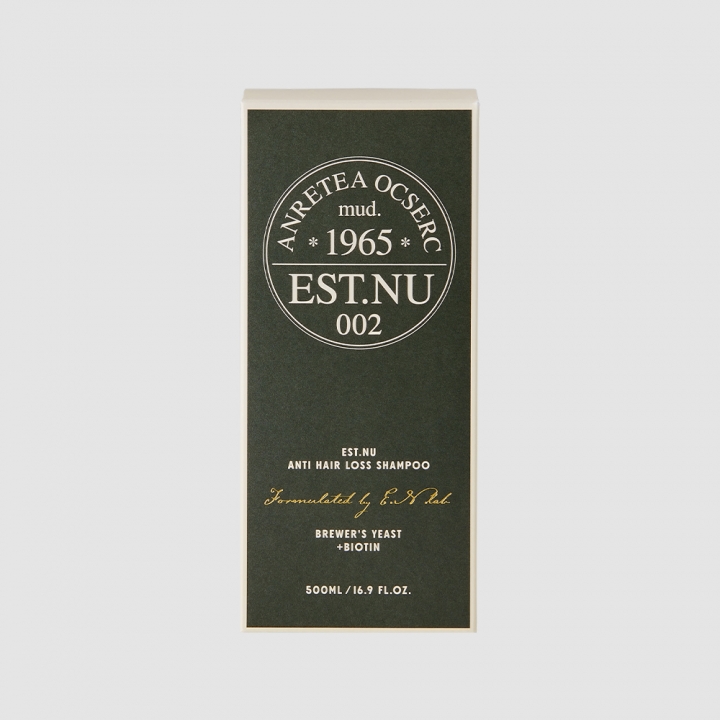 ANRETEA OCSERC
mud.
* 1965 *
EST.NU
002
EST.NU
ANTI HAIR LOSS SHAMPOO
Formulated by E.N lab
BREWER'S YEAST
+BIOTIN
500ML / 16.9 FL.OZ.